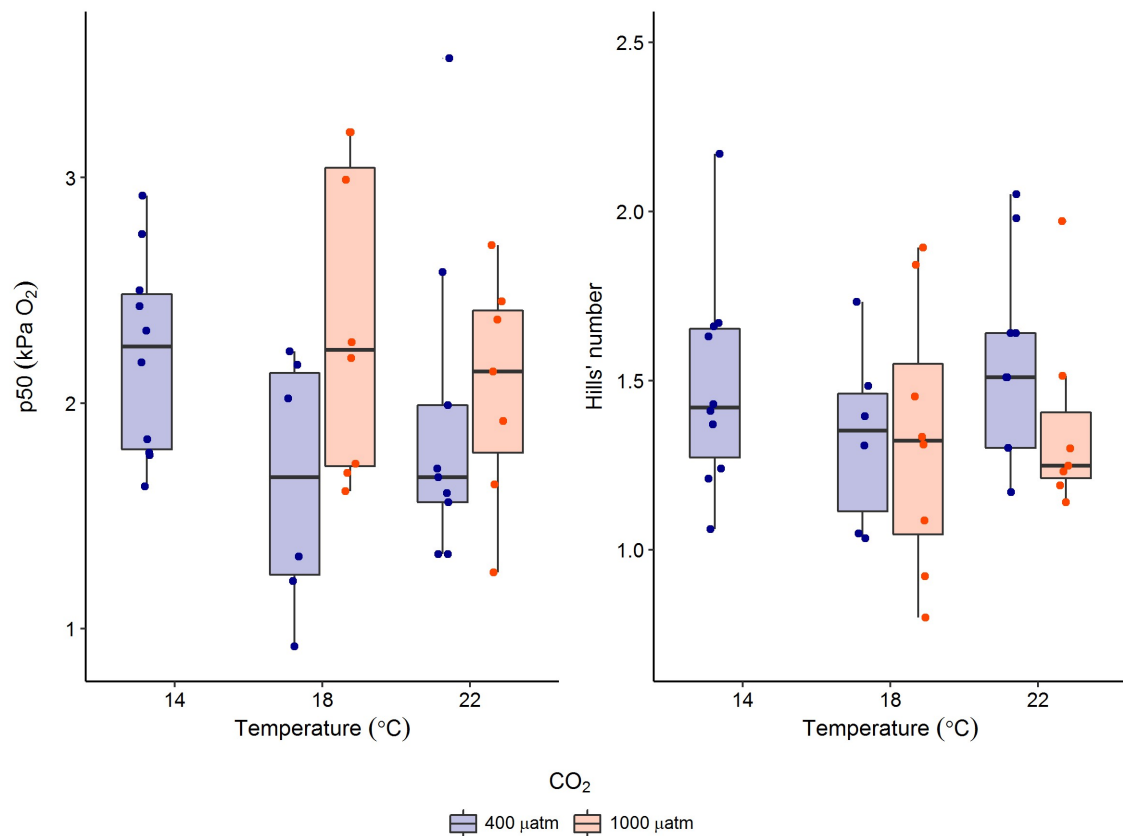 p50 (kPa O₂)
3
2
1
14
18
22
Temperature (°C)
Hills' number
2.5
2.0
1.5
1.0
14
18
22
Temperature (°C)
CO₂
400 μatm
1000 μatm